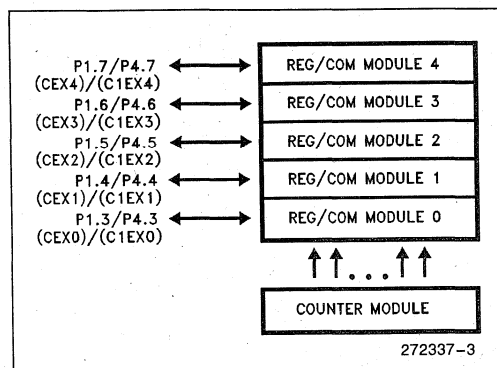 P1.7/P4.7
(CEX4)/(C1EX4)
REG/COM MODULE 4
P1.6/P4.6
(CEX3)/(C1EX3)
REG/COM MODULE 3
P1.5/P4.5
(CEX2)/(C1EX2)
REG/COM MODULE 2
P1.4/P4.4
(CEX1)/(C1EX1)
REG/COM MODULE 1
P1.3/P4.3
(CEX0)/(C1EX0)
REG/COM MODULE 0
...
COUNTER MODULE
272337-3